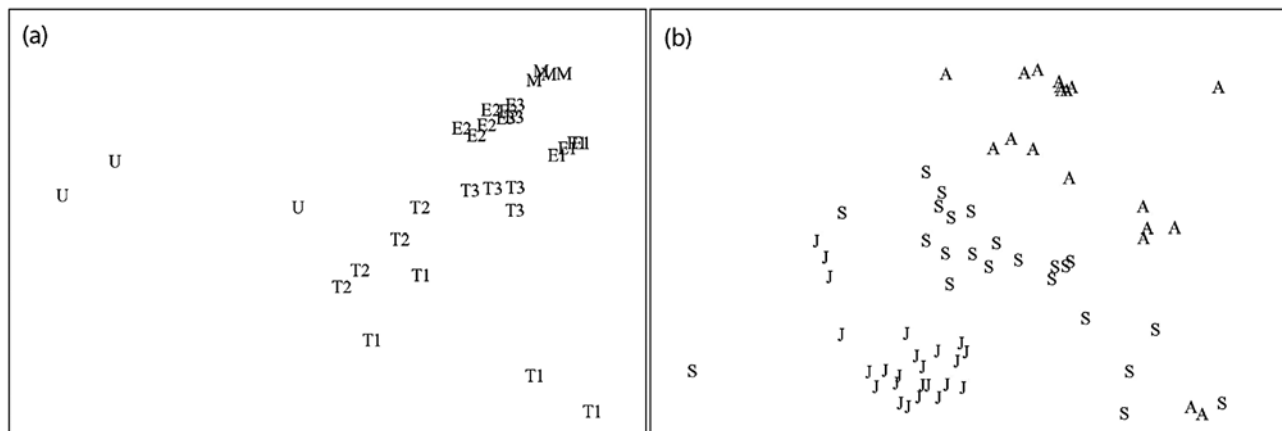 (a)
M M M
M
E3
E2
E3 E3
E2 E2
E2
E1
E1
E1
U
T3 T3 T3
U
U T2 T3
T2
T2 T1
T2
T1
T1
T1
(b)
A A A
A A A
A A A
A
A A
S A
S
S S A
S S
A A
J S S A
J S S S
S S S S
J S
S
S
S
J J
J
J J
J J
J
S J J J S
J J J J J J
J J
J J A S
S A